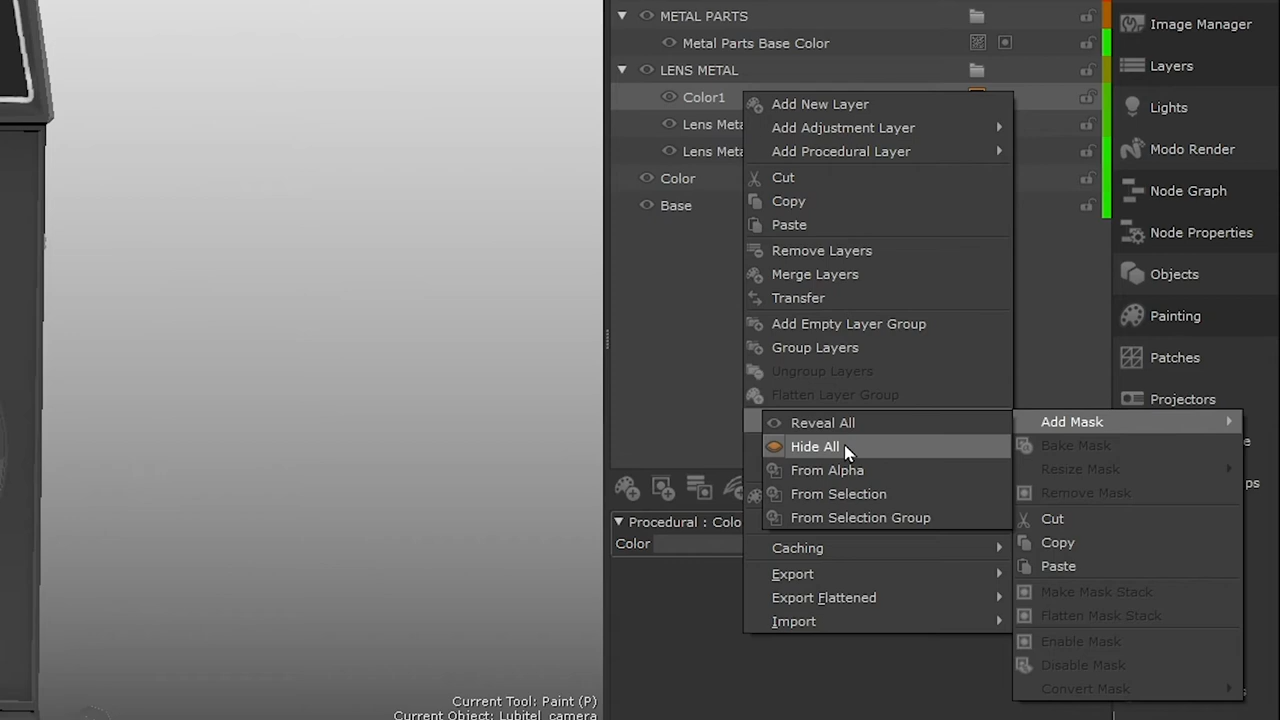 METAL PARTS
Metal Parts Base Color
LENS METAL
Color1
Lens Meta
Lens Meta
Color
Base
Add New Layer
Add Adjustment Layer
Add Procedural Layer
Cut
Copy
Paste
Remove Layers
Merge Layers
Transfer
Add Empty Layer Group
Group Layers
Ungroup Layers
Flatten Layer Group
Reveal All
Hide All
From Alpha
From Selection
From Selection Group
Caching
Export
Export Flattened
Import
Add Mask
Bake Mask
Resize Mask
Remove Mask
Cut
Copy
Paste
Make Mask Stack
Flatten Mask Stack
Enable Mask
Disable Mask
Convert Mask
Procedural : Colo
Color
Image Manager
Layers
Lights
Modo Render
Node Graph
Node Properties
Objects
Painting
Patches
Projectors
Current Tool: Paint (P)
Current Object: Lubitel_camera